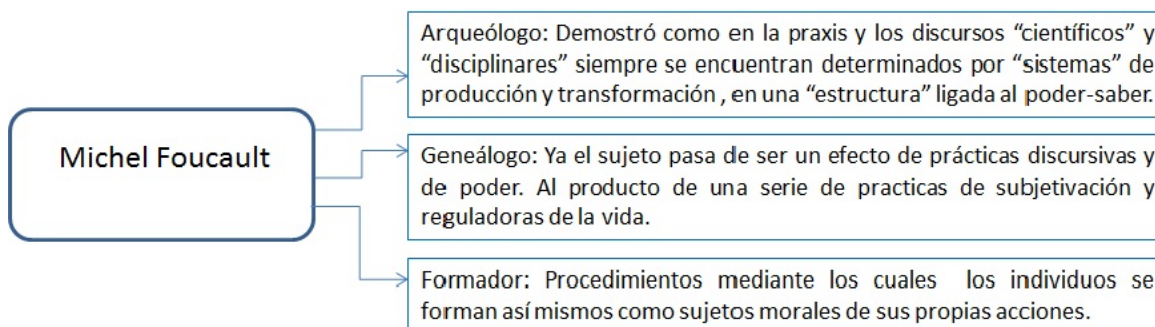 Michel Foucault
Arqueólogo: Demostró como en la praxis y los discursos “científicos” y
“disciplinares” siempre se encuentran determinados por “sistemas” de
producción y transformación , en una “estructura” ligada al poder-saber.
Geneálogo: Ya el sujeto pasa de ser un efecto de prácticas discursivas y
de poder. Al producto de una serie de practicas de subjetivación y
reguladoras de la vida.
Formador: Procedimientos mediante los cuales los individuos se
forman así mismos como sujetos morales de sus propias acciones.